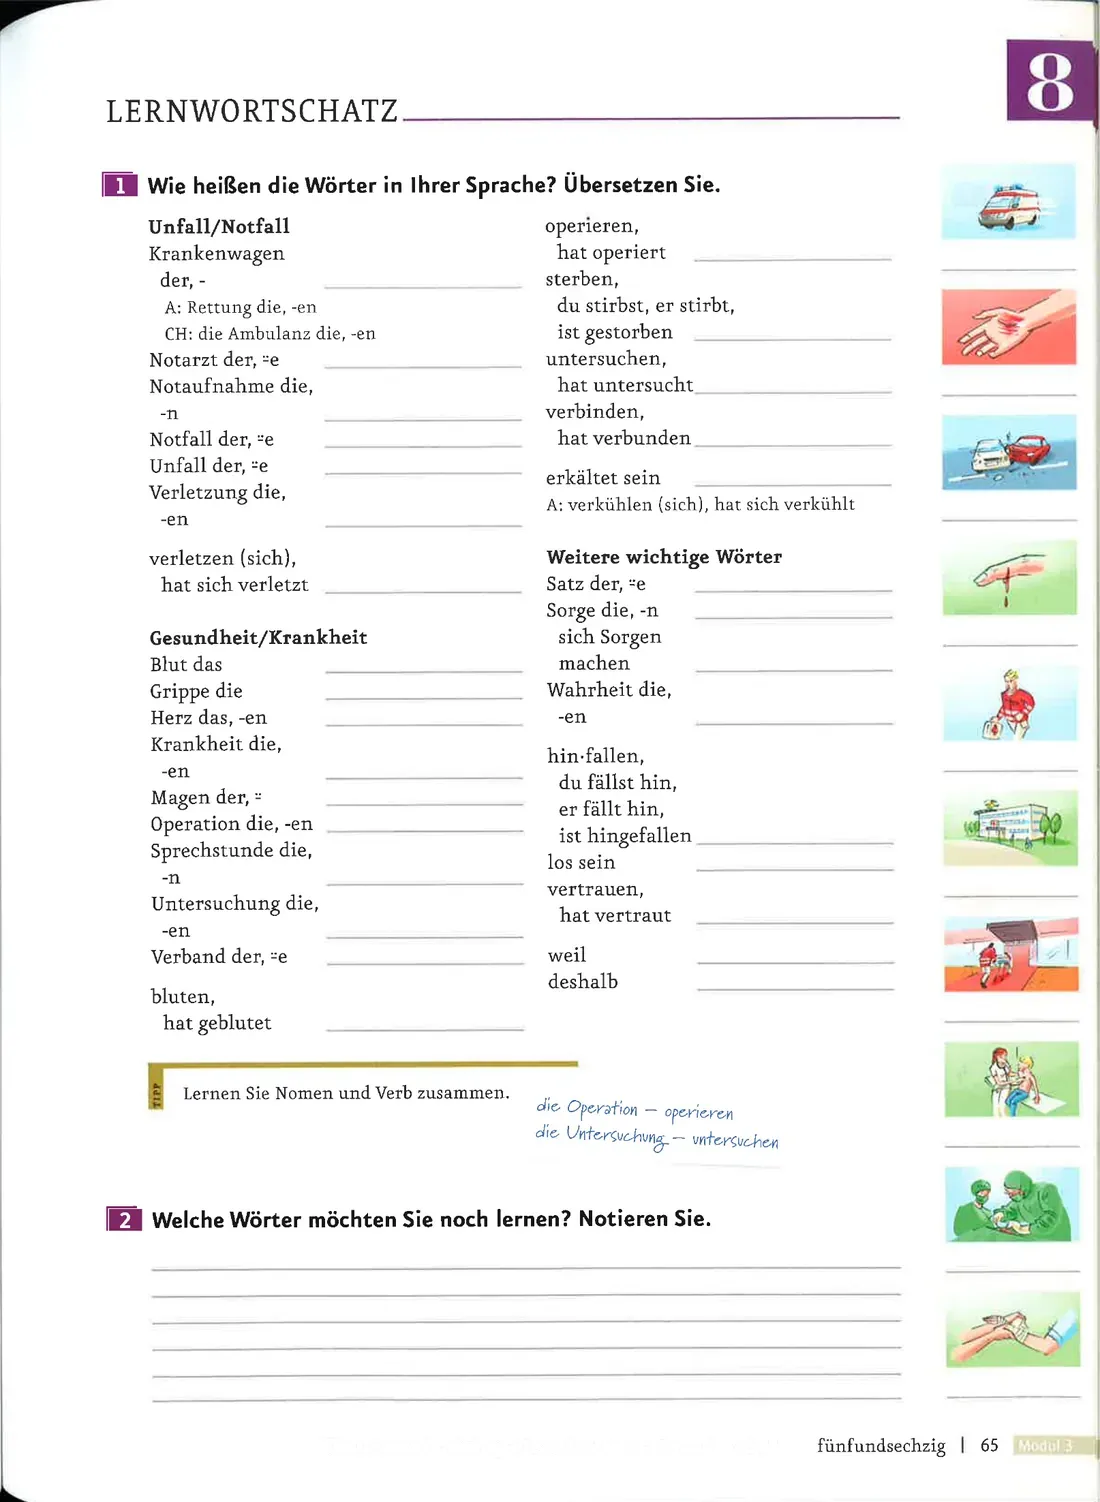 8
LERNWORTSCHATZ
1 Wie heißen die Wörter in Ihrer Sprache? Übersetzen Sie.
Unfall/Notfall
Krankenwagen
der, -
A: Rettung die, -en
CH: die Ambulanz die, -en
Notarzt der, ¨-e
Notaufnahme die,
-n
Notfall der, ¨-e
Unfall der, ¨-e
Verletzung die,
-en
verletzen (sich),
hat sich verletzt
Gesundheit/Krankheit
Blut das
Grippe die
Herz das, -en
Krankheit die,
-en
Magen der, ¨-
Operation die, -en
Sprechstunde die,
-n
Untersuchung die,
-en
Verband der, ¨-e
bluten,
hat geblutet
operieren,
hat operiert
sterben,
du stirbst, er stirbt,
ist gestorben
untersuchen,
hat untersucht
verbinden,
hat verbunden
erkältet sein
A: verkühlen (sich), hat sich verkühlt
Weitere wichtige Wörter
Satz der, ¨-e
Sorge die, -n
sich Sorgen
machen
Wahrheit die,
-en
hin·fallen,
du fällst hin,
er fällt hin,
ist hingefallen
los sein
vertrauen,
hat vertraut
weil
deshalb
TIPP
Lernen Sie Nomen und Verb zusammen.
die Operation – operieren
die Untersuchung – untersuchen
2 Welche Wörter möchten Sie noch lernen? Notieren Sie.
fünfundsechzig | 65 Modul 3